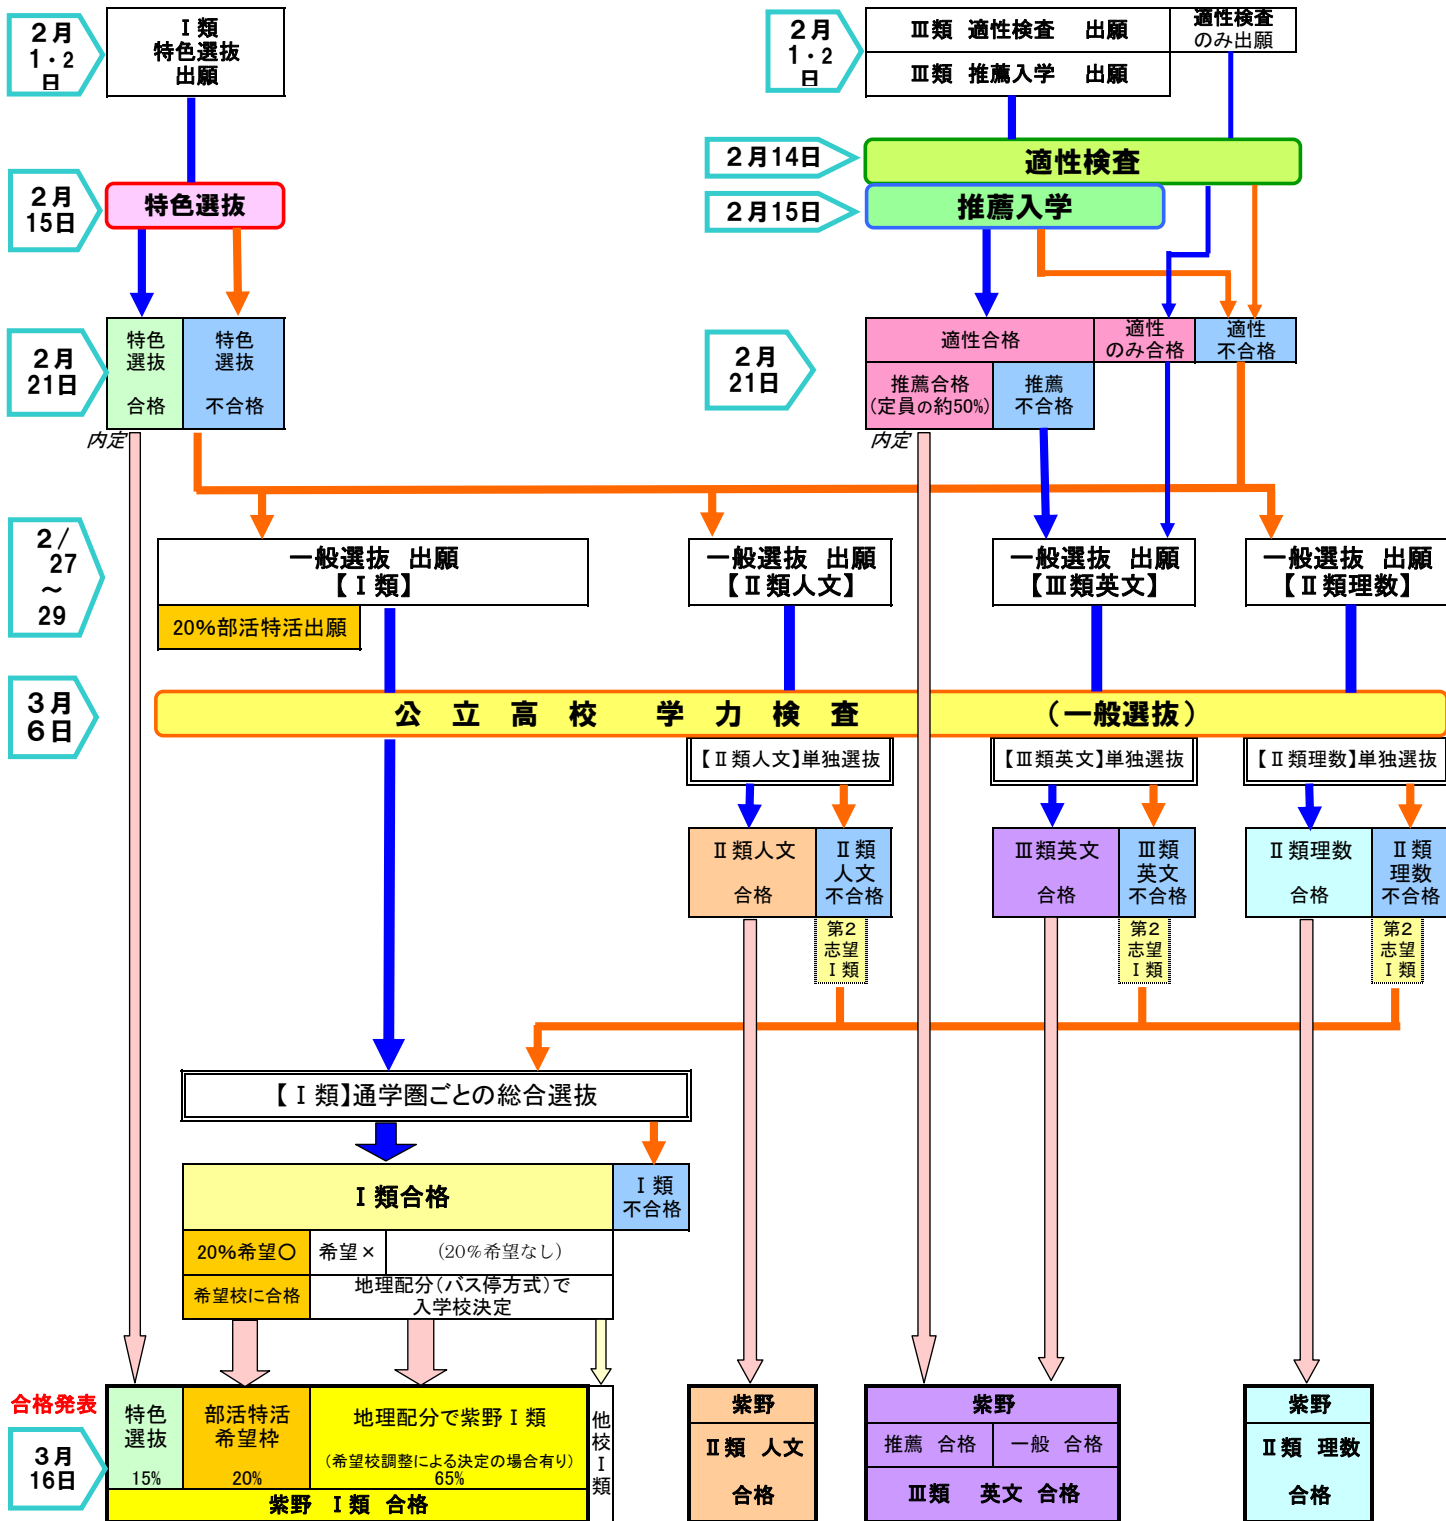 ２月
１・２
日
Ⅰ類
特色選抜
出願
２月
１・２
日
Ⅲ類 適性検査 出願
適性検査
のみ出願
Ⅲ類 推薦入学 出願
２月14日
適性検査
２月
15日
特色選抜
２月15日
推薦入学
２月
21日
特色
選抜
合格
特色
選抜
不合格
２月
21日
適性合格
適性
のみ合格
適性
不合格
推薦合格
(定員の約50%)
推薦
不合格
内定
内定
２/
27
～
29
一般選抜 出願
【Ⅰ類】
一般選抜 出願
【Ⅱ類人文】
一般選抜 出願
【Ⅲ類英文】
一般選抜 出願
【Ⅱ類理数】
20%部活特活出願
３月
６日
公立高校 学力検査 （一般選抜）
【Ⅱ類人文】単独選抜
【Ⅲ類英文】単独選抜
【Ⅱ類理数】単独選抜
Ⅱ類人文
合格
Ⅱ類
人文
不合格
Ⅲ類英文
合格
Ⅲ類
英文
不合格
Ⅱ類理数
合格
Ⅱ類
理数
不合格
第2
志望
Ⅰ類
第2
志望
Ⅰ類
第2
志望
Ⅰ類
【Ⅰ類】通学圏ごとの総合選抜
Ⅰ類合格
Ⅰ類
不合格
20%希望〇
希望×
(20%希望なし)
希望校に合格
地理配分(バス停方式)で
入学校決定
合格発表
３月
16日
特色
選抜
15%
部活特活
希望枠
20%
地理配分で紫野Ⅰ類
(希望校調整による決定の場合有り)
65%
紫野 Ⅰ類 合格
他校Ⅰ類
紫野
Ⅱ類 人文
合格
紫野
推薦 合格
一般 合格
Ⅲ類 英文 合格
紫野
Ⅱ類 理数
合格